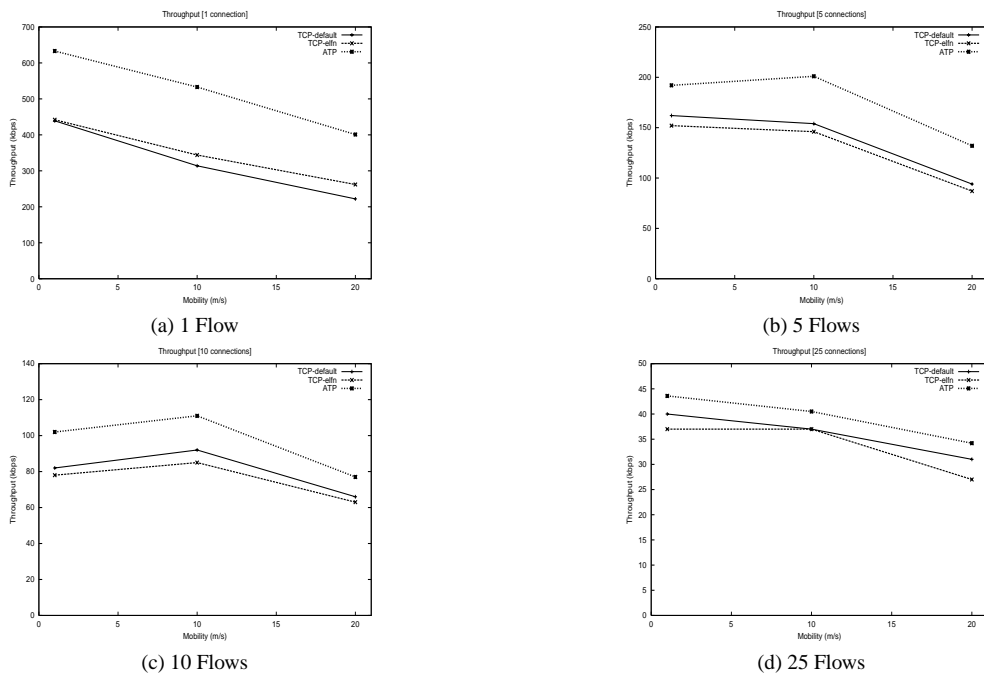 Throughput [1 connection]
700
600
500
400
300
200
100
0
Throughput (kbps)
TCP-default
TCP-elfn
ATP
0 5 10 15 20
Mobility (m/s)
(a) 1 Flow
Throughput [5 connections]
250
200
150
100
50
0
Throughput (kbps)
TCP-default
TCP-elfn
ATP
0 5 10 15 20
Mobility (m/s)
(b) 5 Flows
Throughput [10 connections]
140
120
100
80
60
40
20
0
Throughput (kbps)
TCP-default
TCP-elfn
ATP
0 5 10 15 20
Mobility (m/s)
(c) 10 Flows
Throughput [25 connections]
50
45
40
35
30
25
20
15
10
5
0
Throughput (kbps)
TCP-default
TCP-elfn
ATP
0 5 10 15 20
Mobility (m/s)
(d) 25 Flows